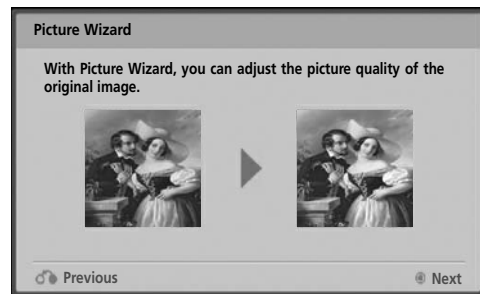 Picture Wizard
With Picture Wizard, you can adjust the picture quality of the
original image.
Previous
Next